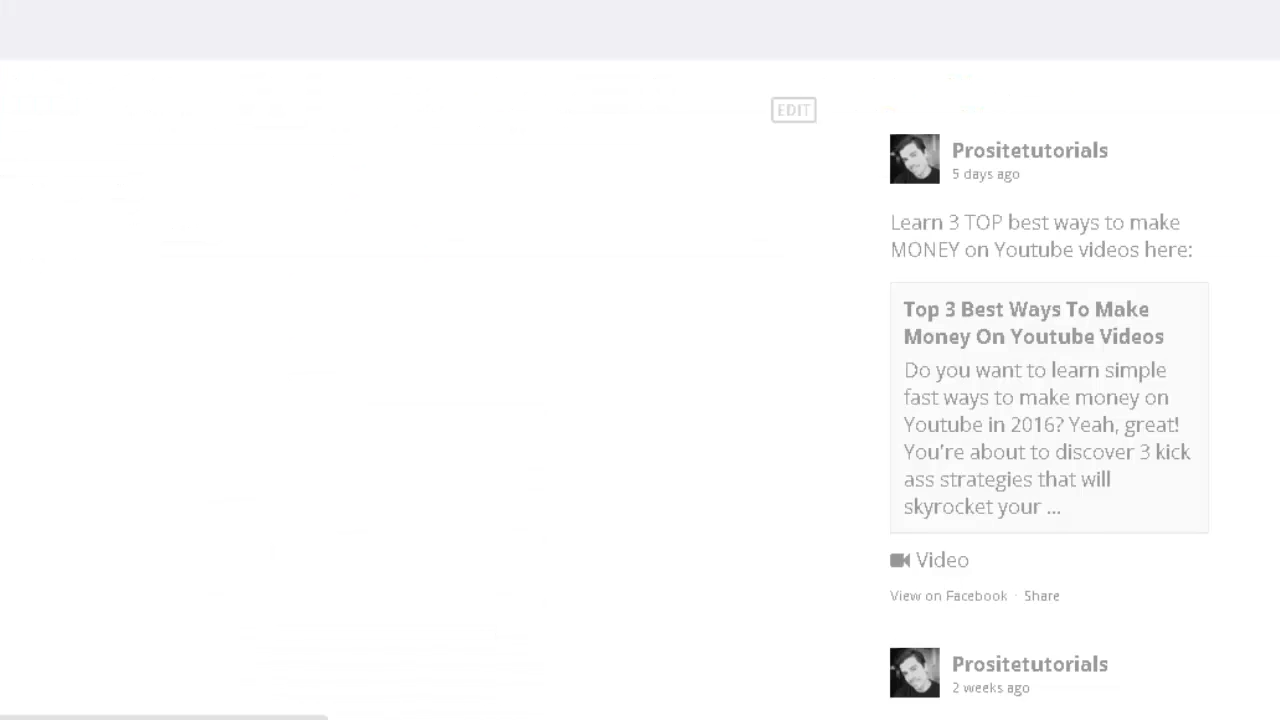 EDIT
Prositetutorials
5 days ago
Learn 3 TOP best ways to make
MONEY on Youtube videos here:
Top 3 Best Ways To Make
Money On Youtube Videos
Do you want to learn simple
fast ways to make money on
Youtube in 2016? Yeah, great!
You're about to discover 3 kick
ass strategies that will
skyrocket your ...
Video
View on Facebook · Share
Prositetutorials
2 weeks ago